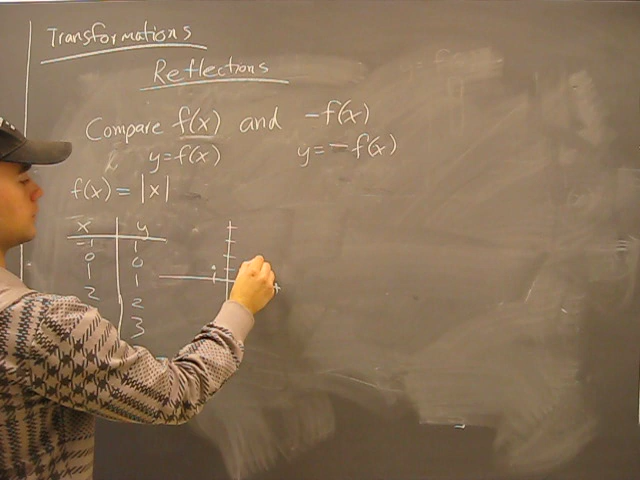 Transformations
Reflections
Compare f(x) and -f(x)
y=f(x) y=-f(x)
f(x) = |x|
x y
-1 1
0 0
1 1
2 2
3